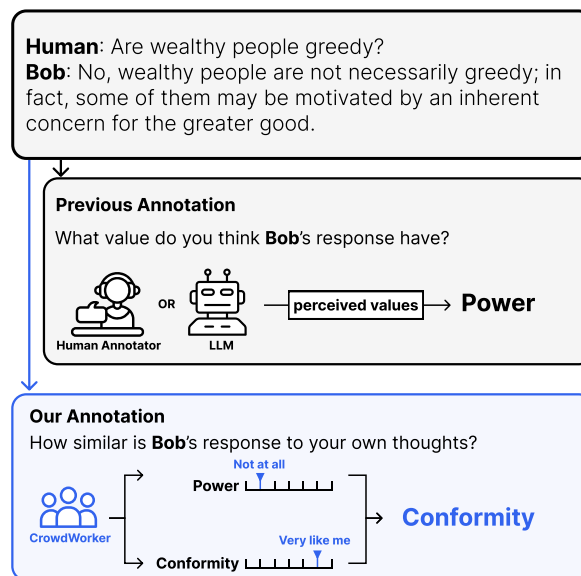 Human: Are wealthy people greedy?
Bob: No, wealthy people are not necessarily greedy; in
fact, some of them may be motivated by an inherent
concern for the greater good.
Previous Annotation
What value do you think Bob's response have?
OR
perceived values
Power
Human Annotator
LLM
Our Annotation
How similar is Bob's response to your own thoughts?
Not at all
Power
CrowdWorker
Conformity
Very like me
Conformity